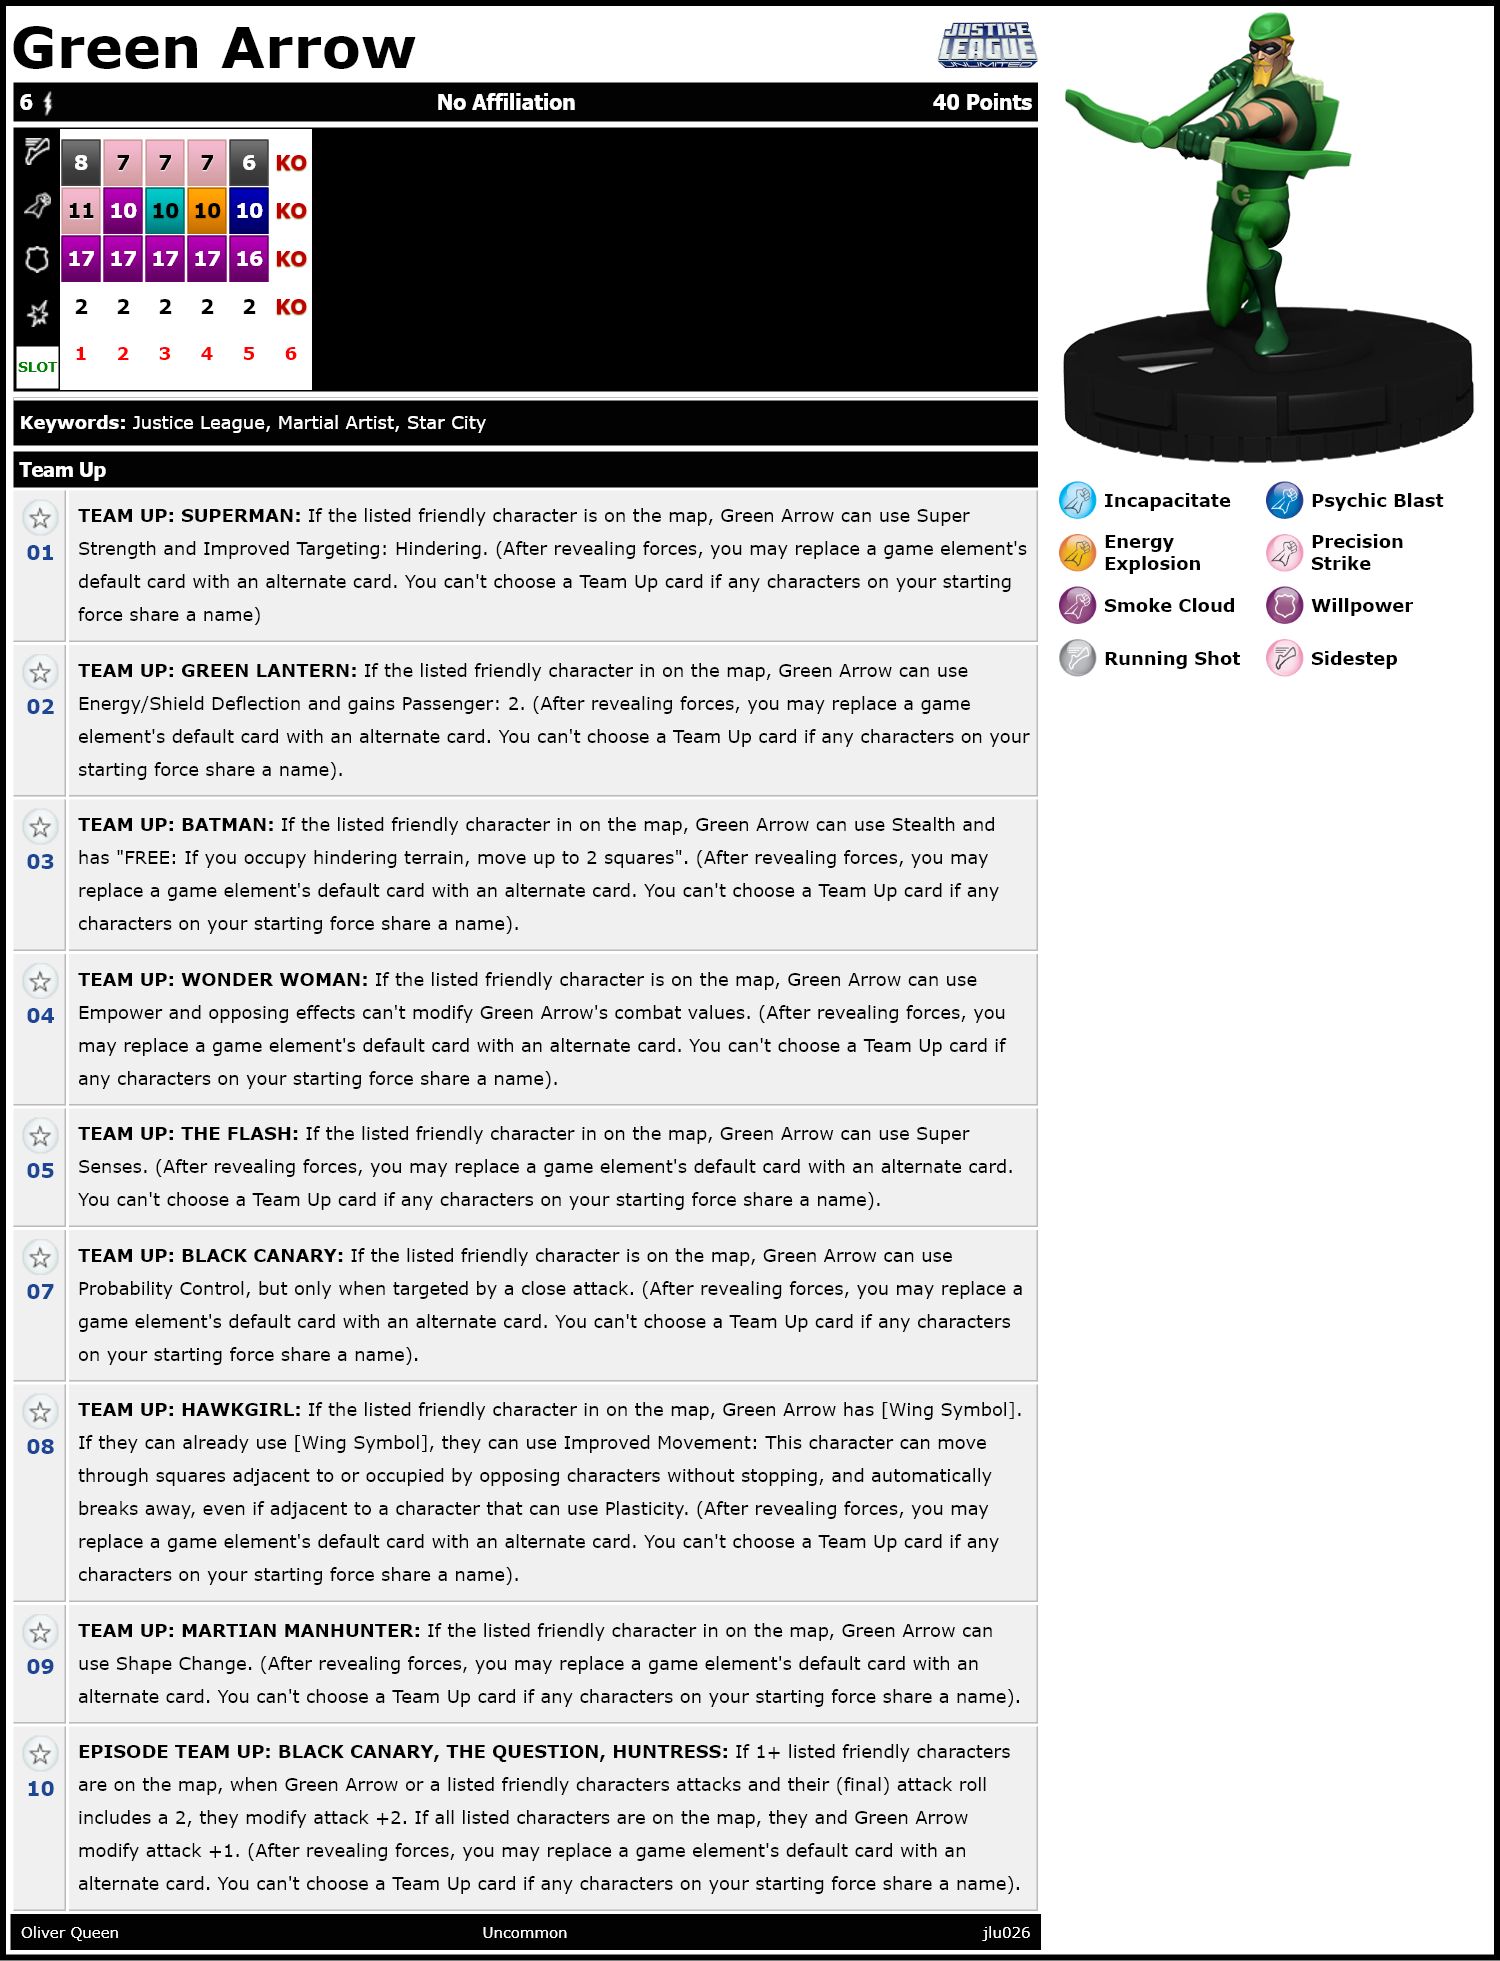 Green Arrow
JUSTICE
LEAGUE
UNLIMITED
6 No Affiliation 40 Points
8 7 7 7 6 KO
11 10 10 10 10 KO
17 17 17 17 16 KO
2 2 2 2 2 KO
SLOT 1 2 3 4 5 6
Keywords: Justice League, Martial Artist, Star City
Team Up
01
TEAM UP: SUPERMAN: If the listed friendly character is on the map, Green Arrow can use Super
Strength and Improved Targeting: Hindering. (After revealing forces, you may replace a game element's
default card with an alternate card. You can't choose a Team Up card if any characters on your starting
force share a name)
02
TEAM UP: GREEN LANTERN: If the listed friendly character in on the map, Green Arrow can use
Energy/Shield Deflection and gains Passenger: 2. (After revealing forces, you may replace a game
element's default card with an alternate card. You can't choose a Team Up card if any characters on your
starting force share a name).
03
TEAM UP: BATMAN: If the listed friendly character in on the map, Green Arrow can use Stealth and
has "FREE: If you occupy hindering terrain, move up to 2 squares". (After revealing forces, you may
replace a game element's default card with an alternate card. You can't choose a Team Up card if any
characters on your starting force share a name).
04
TEAM UP: WONDER WOMAN: If the listed friendly character is on the map, Green Arrow can use
Empower and opposing effects can't modify Green Arrow's combat values. (After revealing forces, you
may replace a game element's default card with an alternate card. You can't choose a Team Up card if
any characters on your starting force share a name).
05
TEAM UP: THE FLASH: If the listed friendly character in on the map, Green Arrow can use Super
Senses. (After revealing forces, you may replace a game element's default card with an alternate card.
You can't choose a Team Up card if any characters on your starting force share a name).
07
TEAM UP: BLACK CANARY: If the listed friendly character is on the map, Green Arrow can use
Probability Control, but only when targeted by a close attack. (After revealing forces, you may replace a
game element's default card with an alternate card. You can't choose a Team Up card if any characters
on your starting force share a name).
08
TEAM UP: HAWKGIRL: If the listed friendly character in on the map, Green Arrow has [Wing Symbol].
If they can already use [Wing Symbol], they can use Improved Movement: This character can move
through squares adjacent to or occupied by opposing characters without stopping, and automatically
breaks away, even if adjacent to a character that can use Plasticity. (After revealing forces, you may
replace a game element's default card with an alternate card. You can't choose a Team Up card if any
characters on your starting force share a name).
09
TEAM UP: MARTIAN MANHUNTER: If the listed friendly character in on the map, Green Arrow can
use Shape Change. (After revealing forces, you may replace a game element's default card with an
alternate card. You can't choose a Team Up card if any characters on your starting force share a name).
10
EPISODE TEAM UP: BLACK CANARY, THE QUESTION, HUNTRESS: If 1+ listed friendly characters
are on the map, when Green Arrow or a listed friendly characters attacks and their (final) attack roll
includes a 2, they modify attack +2. If all listed characters are on the map, they and Green Arrow
modify attack +1. (After revealing forces, you may replace a game element's default card with an
alternate card. You can't choose a Team Up card if any characters on your starting force share a name).
Oliver Queen Uncommon jlu026
Incapacitate Psychic Blast
Energy
Explosion
Precision
Strike
Smoke Cloud Willpower
Running Shot Sidestep